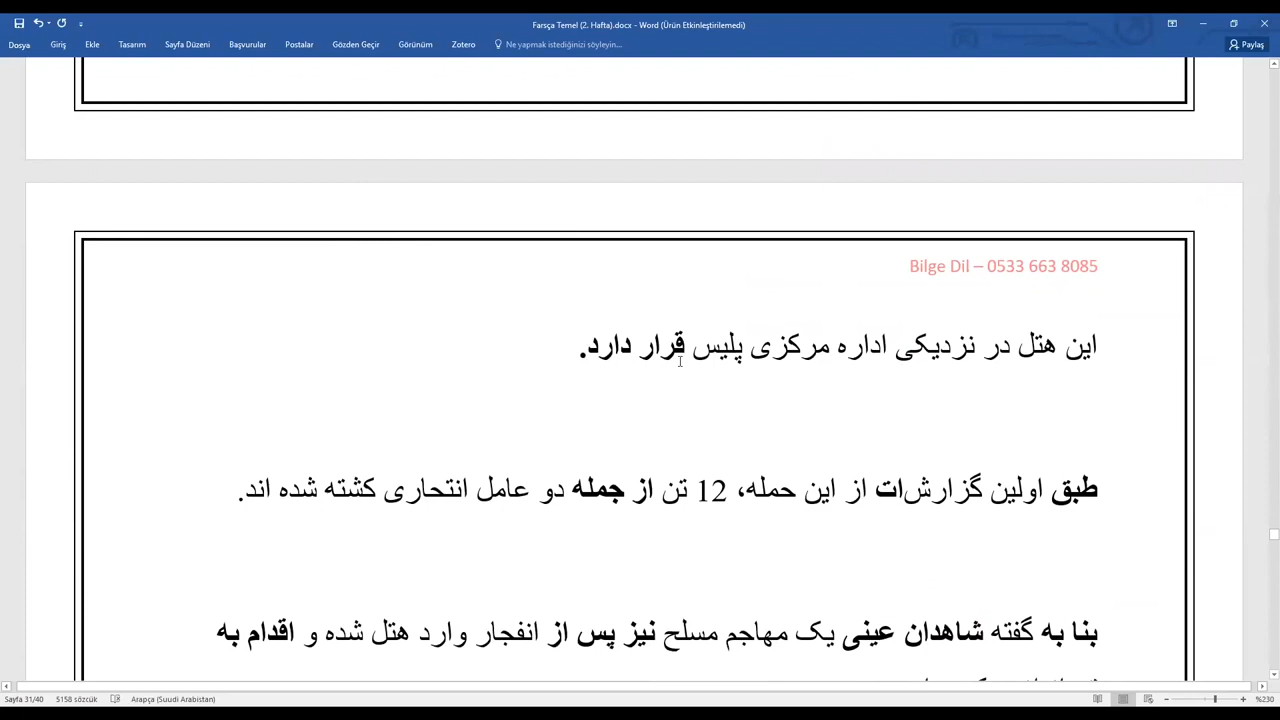 Farsça Temel (2. Hafta).docx - Word (Ürün Etkinleştirilemedi)
Dosya Giriş Ekle Tasarım Sayfa Düzeni Başvurular Postalar Gözden Geçir Görünüm Zotero Ne yapmak istediğinizi söyleyin... Paylaş
Bilge Dil – 0533 663 8085
این هتل در نزدیکی اداره مرکزی پلیس قرار دارد.
طبق اولین گزارش‌ات از این حمله، 12 تن از جمله دو عامل انتحاری کشته شده اند.
بنا به گفته شاهدان عینی یک مهاجم مسلح نیز پس از انفجار وارد هتل شده و اقدام به
Sayfa 31/40 5158 sözcük Arapça (Suudi Arabistan) %230